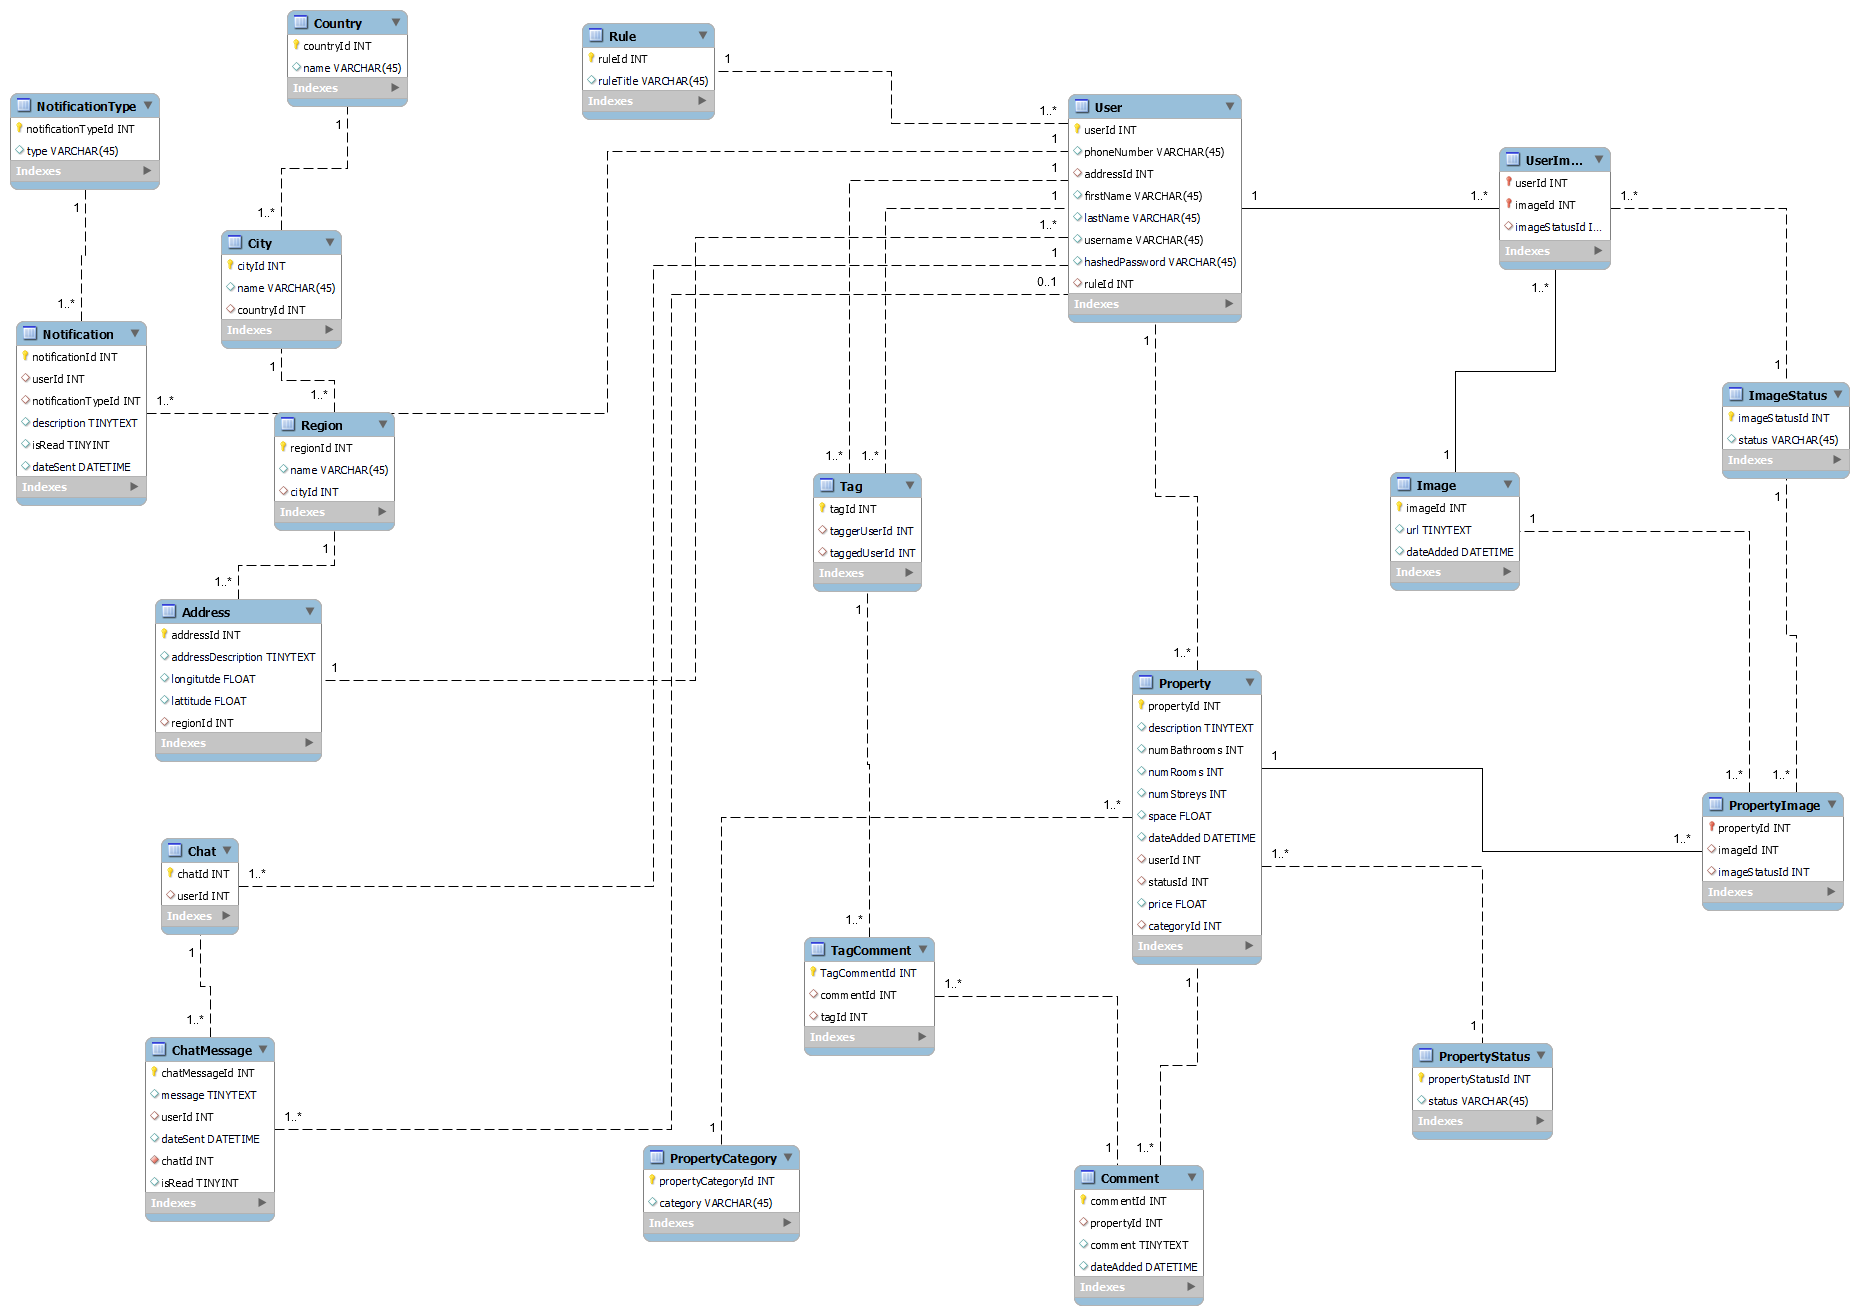 Country
countryId INT
name VARCHAR(45)
Indexes
1
1..*
Rule
ruleId INT
ruleTitle VARCHAR(45)
Indexes
1
1..*
NotificationType
notificationTypeId INT
type VARCHAR(45)
Indexes
1
1..*
User
userId INT
phoneNumber VARCHAR(45)
addressId INT
firstName VARCHAR(45)
lastName VARCHAR(45)
username VARCHAR(45)
hashedPassword VARCHAR(45)
ruleId INT
Indexes
1
1
1
1..*
1
0..1
1
1
1..*
UserIm...
userId INT
imageId INT
imageStatusId I...
Indexes
1..*
1..*
City
cityId INT
name VARCHAR(45)
countryId INT
Indexes
1
1..*
Notification
notificationId INT
userId INT
notificationTypeId INT
description TINYTEXT
isRead TINYINT
dateSent DATETIME
Indexes
1..*
Region
regionId INT
name VARCHAR(45)
cityId INT
Indexes
1
1..*
1
ImageStatus
imageStatusId INT
status VARCHAR(45)
Indexes
1
1
Image
imageId INT
url TINYTEXT
dateAdded DATETIME
Indexes
1
1..*
1..*
Tag
tagId INT
taggerUserId INT
taggedUserId INT
Indexes
1
Address
addressId INT
addressDescription TINYTEXT
longitutde FLOAT
lattitude FLOAT
regionId INT
Indexes
1
1..*
Property
propertyId INT
description TINYTEXT
numBathrooms INT
numRooms INT
numStoreys INT
space FLOAT
dateAdded DATETIME
userId INT
statusId INT
price FLOAT
categoryId INT
Indexes
1
1..*
1..*
1
1..*
1..*
1..*
PropertyImage
propertyId INT
imageId INT
imageStatusId INT
Indexes
Chat
chatId INT
userId INT
Indexes
1..*
1
1..*
1..*
TagComment
TagCommentId INT
commentId INT
tagId INT
Indexes
1..*
ChatMessage
chatMessageId INT
message TINYTEXT
userId INT
dateSent DATETIME
chatId INT
isRead TINYINT
Indexes
1..*
1
PropertyStatus
propertyStatusId INT
status VARCHAR(45)
Indexes
1
PropertyCategory
propertyCategoryId INT
category VARCHAR(45)
Indexes
1
1..*
Comment
commentId INT
propertyId INT
comment TINYTEXT
dateAdded DATETIME
Indexes